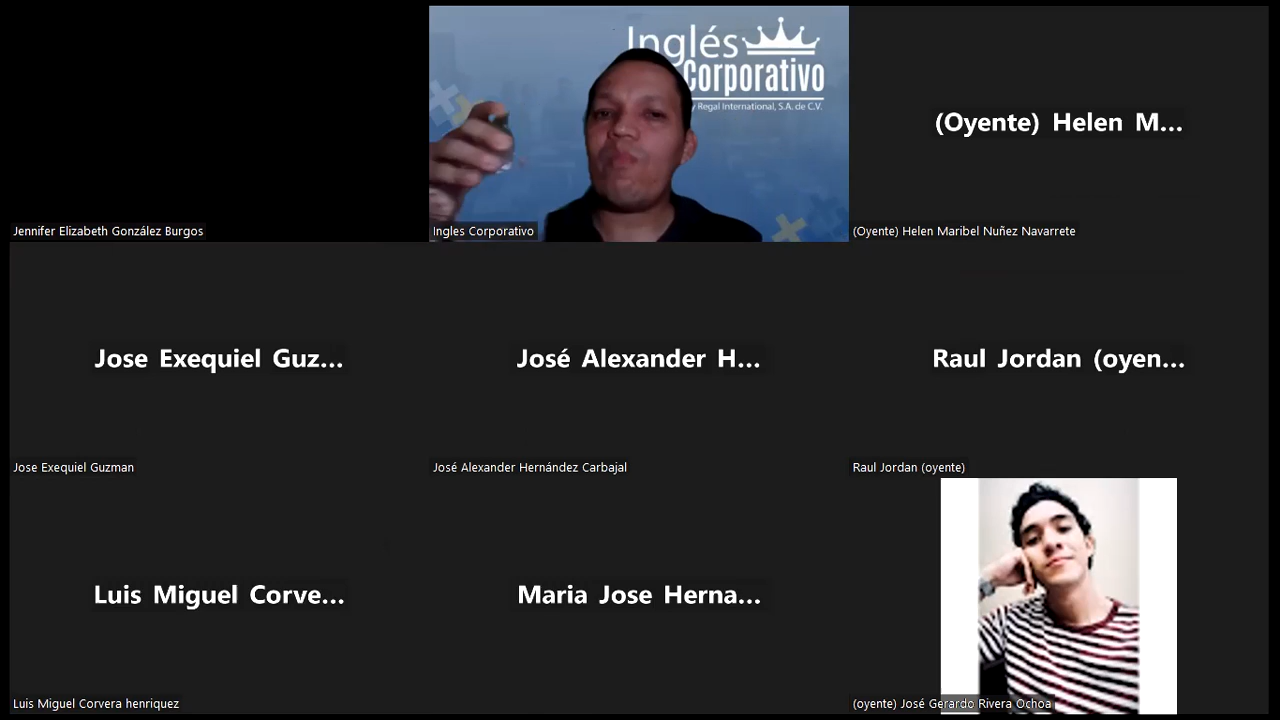 Inglés
Corporativo
y Regal International, S.A. de C.V.
(Oyente) Helen M...
Jennifer Elizabeth González Burgos
Ingles Corporativo
(Oyente) Helen Maribel Nuñez Navarrete
Jose Exequiel Guz...
José Alexander H...
Raul Jordan (oyen...
Jose Exequiel Guzman
José Alexander Hernández Carbajal
Raul Jordan (oyente)
Luis Miguel Corve...
Maria Jose Herna...
Luis Miguel Corvera henriquez
(oyente) José Gerardo Rivera Ochoa